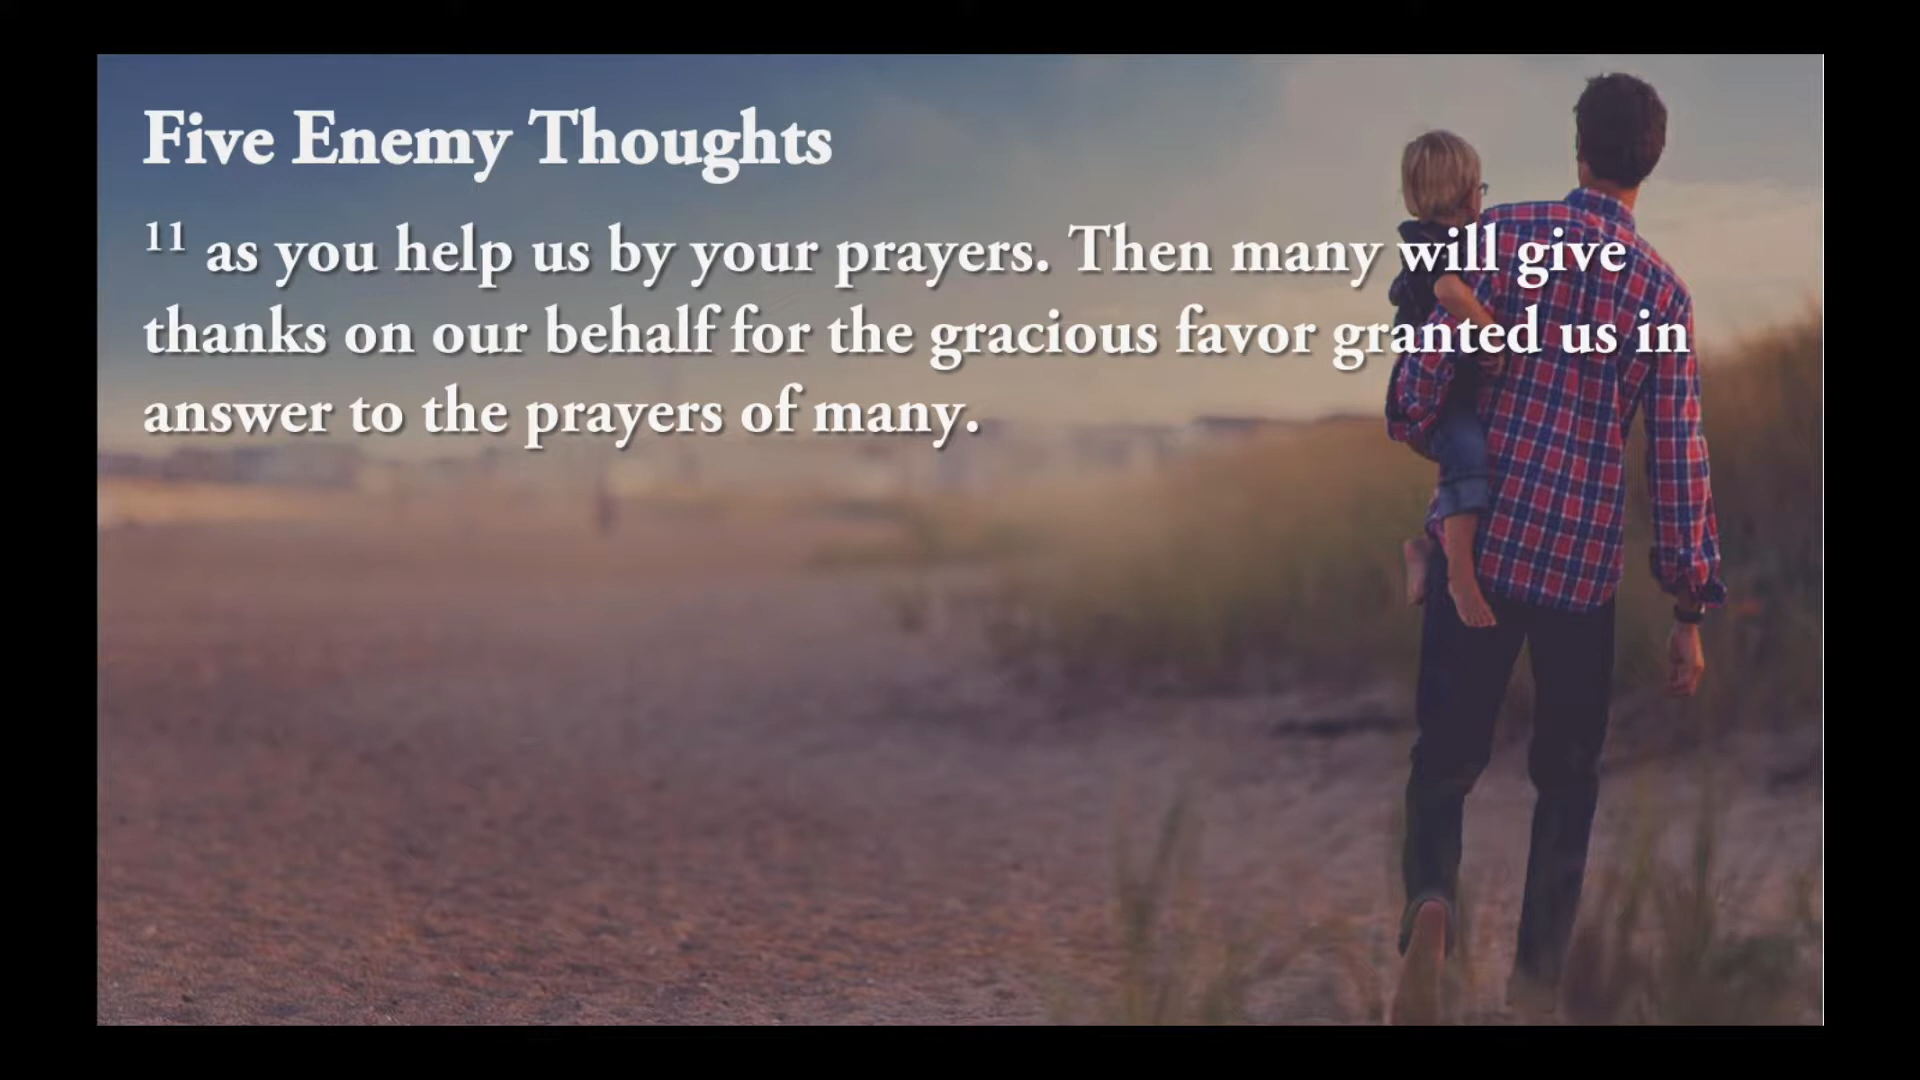 Five Enemy Thoughts
11 as you help us by your prayers. Then many will give
thanks on our behalf for the gracious favor granted us in
answer to the prayers of many.